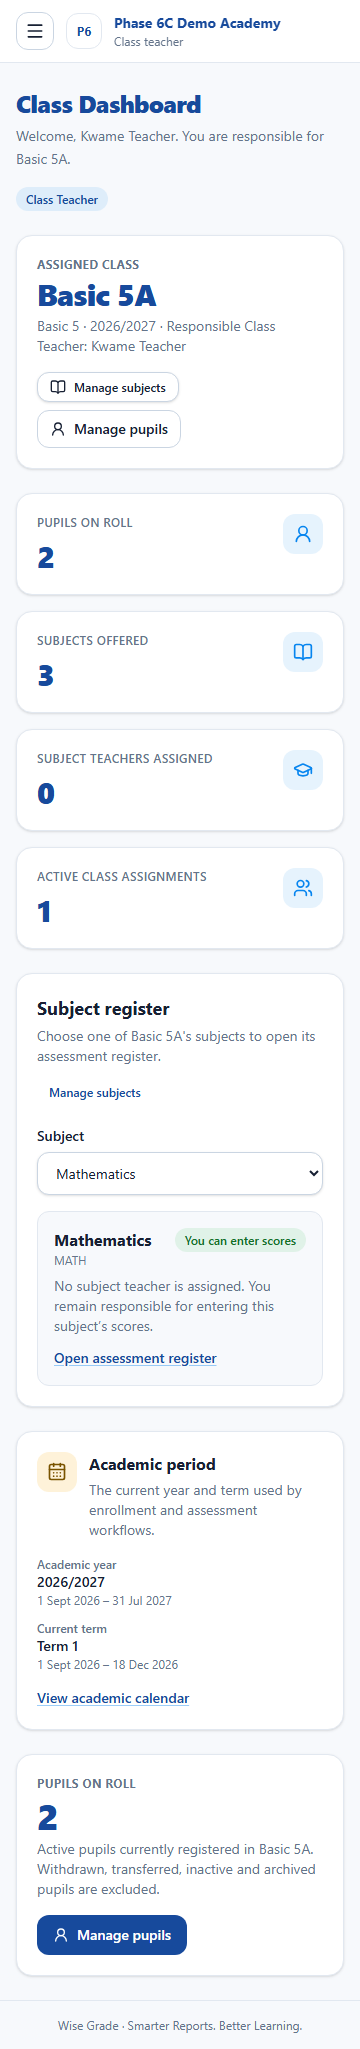 P6
Phase 6C Demo Academy
Class teacher
Class Dashboard
Welcome, Kwame Teacher. You are responsible for
Basic 5A.
Class Teacher
ASSIGNED CLASS
Basic 5A
Basic 5 · 2026/2027 · Responsible Class
Teacher: Kwame Teacher
Manage subjects
Manage pupils
PUPILS ON ROLL
2
SUBJECTS OFFERED
3
SUBJECT TEACHERS ASSIGNED
0
ACTIVE CLASS ASSIGNMENTS
1
Subject register
Choose one of Basic 5A's subjects to open its
assessment register.
Manage subjects
Subject
Mathematics
Mathematics
You can enter scores
MATH
No subject teacher is assigned. You
remain responsible for entering this
subject's scores.
Open assessment register
Academic period
The current year and term used by
enrollment and assessment
workflows.
Academic year
2026/2027
1 Sept 2026 – 31 Jul 2027
Current term
Term 1
1 Sept 2026 – 18 Dec 2026
View academic calendar
PUPILS ON ROLL
2
Active pupils currently registered in Basic 5A.
Withdrawn, transferred, inactive and archived
pupils are excluded.
Manage pupils
Wise Grade · Smarter Reports. Better Learning.